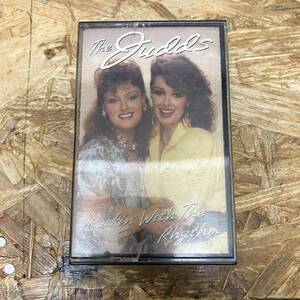 The Judds
Rockin' With The
Rhythm